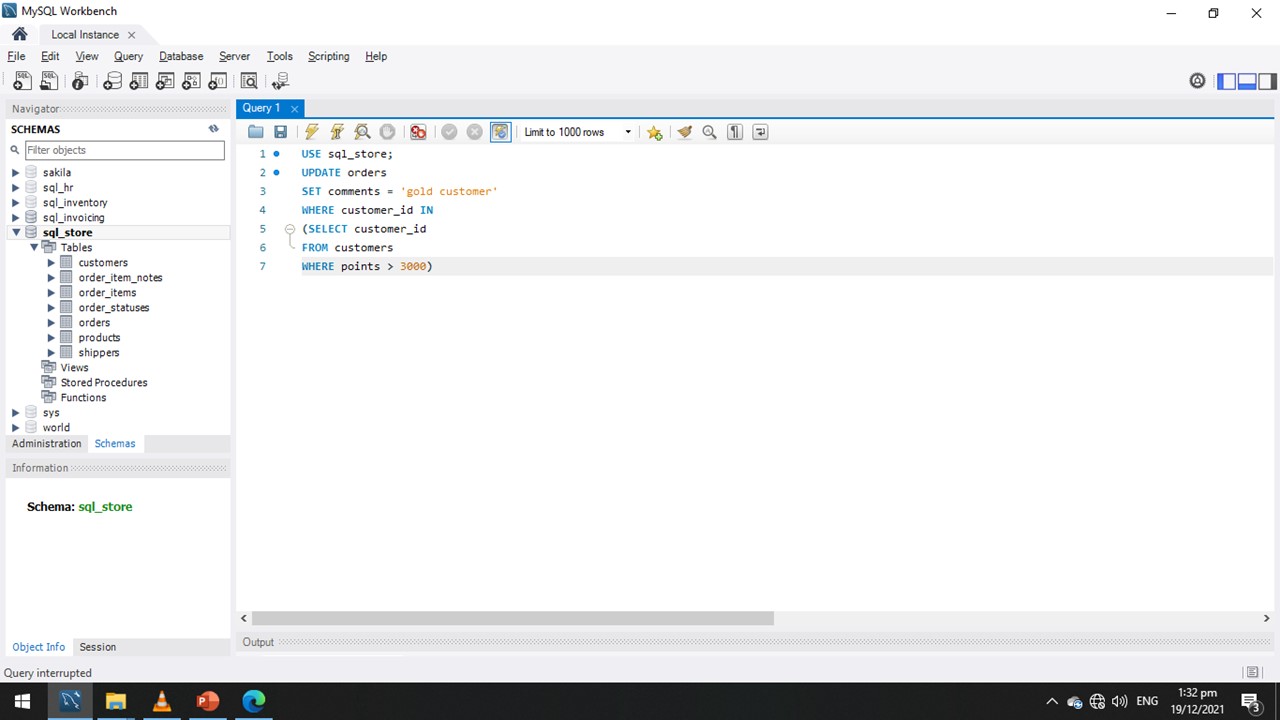 MySQL Workbench
Local Instance
File Edit View Query Database Server Tools Scripting Help
Navigator
SCHEMAS
Filter objects
sakila
sql_hr
sql_inventory
sql_invoicing
sql_store
Tables
customers
order_item_notes
order_items
order_statuses
orders
products
shippers
Views
Stored Procedures
Functions
sys
world
Administration Schemas
Information
Schema: sql_store
Object Info Session
Query 1
Limit to 1000 rows
1 USE sql_store;
2 UPDATE orders
3 SET comments = 'gold customer'
4 WHERE customer_id IN
5 (SELECT customer_id
6 FROM customers
7 WHERE points > 3000)
Output
Query interrupted
ENG
1:32 pm
19/12/2021
3